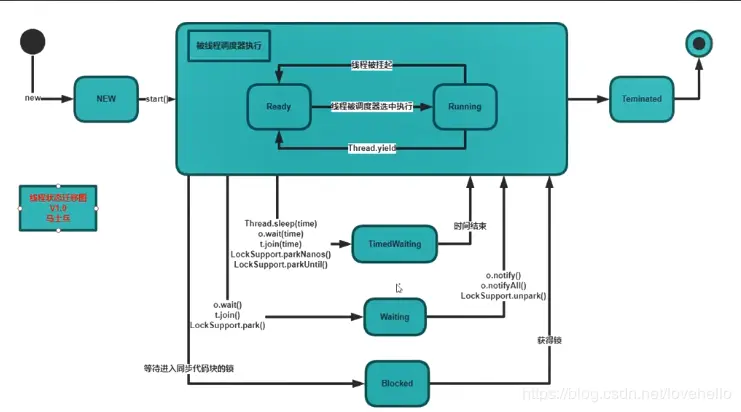 被线程调度器执行
线程被挂起
new
NEW
start()
Ready
线程被调度器选中执行
Running
Teminated
Thread.yield
线程状态迁移图
V1.0
马士兵
Thread.sleep(time)
o.wait(time)
t.join(time)
LockSupport.parkNanos()
LockSupport.parkUntil()
TimedWaiting
时间结束
o.notify()
o.notifyAll()
LockSupport.unpark()
o.wait()
t.join()
LockSupport.park()
Waiting
获得锁
等待进入同步代码块的锁
Blocked
https://blog.csdn.net/lovehello